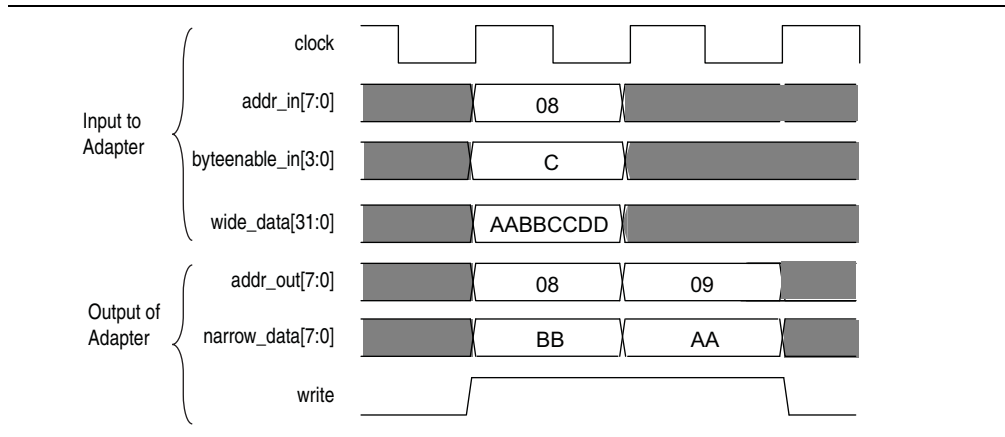 clock
addr_in[7:0]
08
Input to
Adapter
byteenable_in[3:0]
C
wide_data[31:0]
AABBCCDD
addr_out[7:0]
08
09
Output of
Adapter
narrow_data[7:0]
BB
AA
write